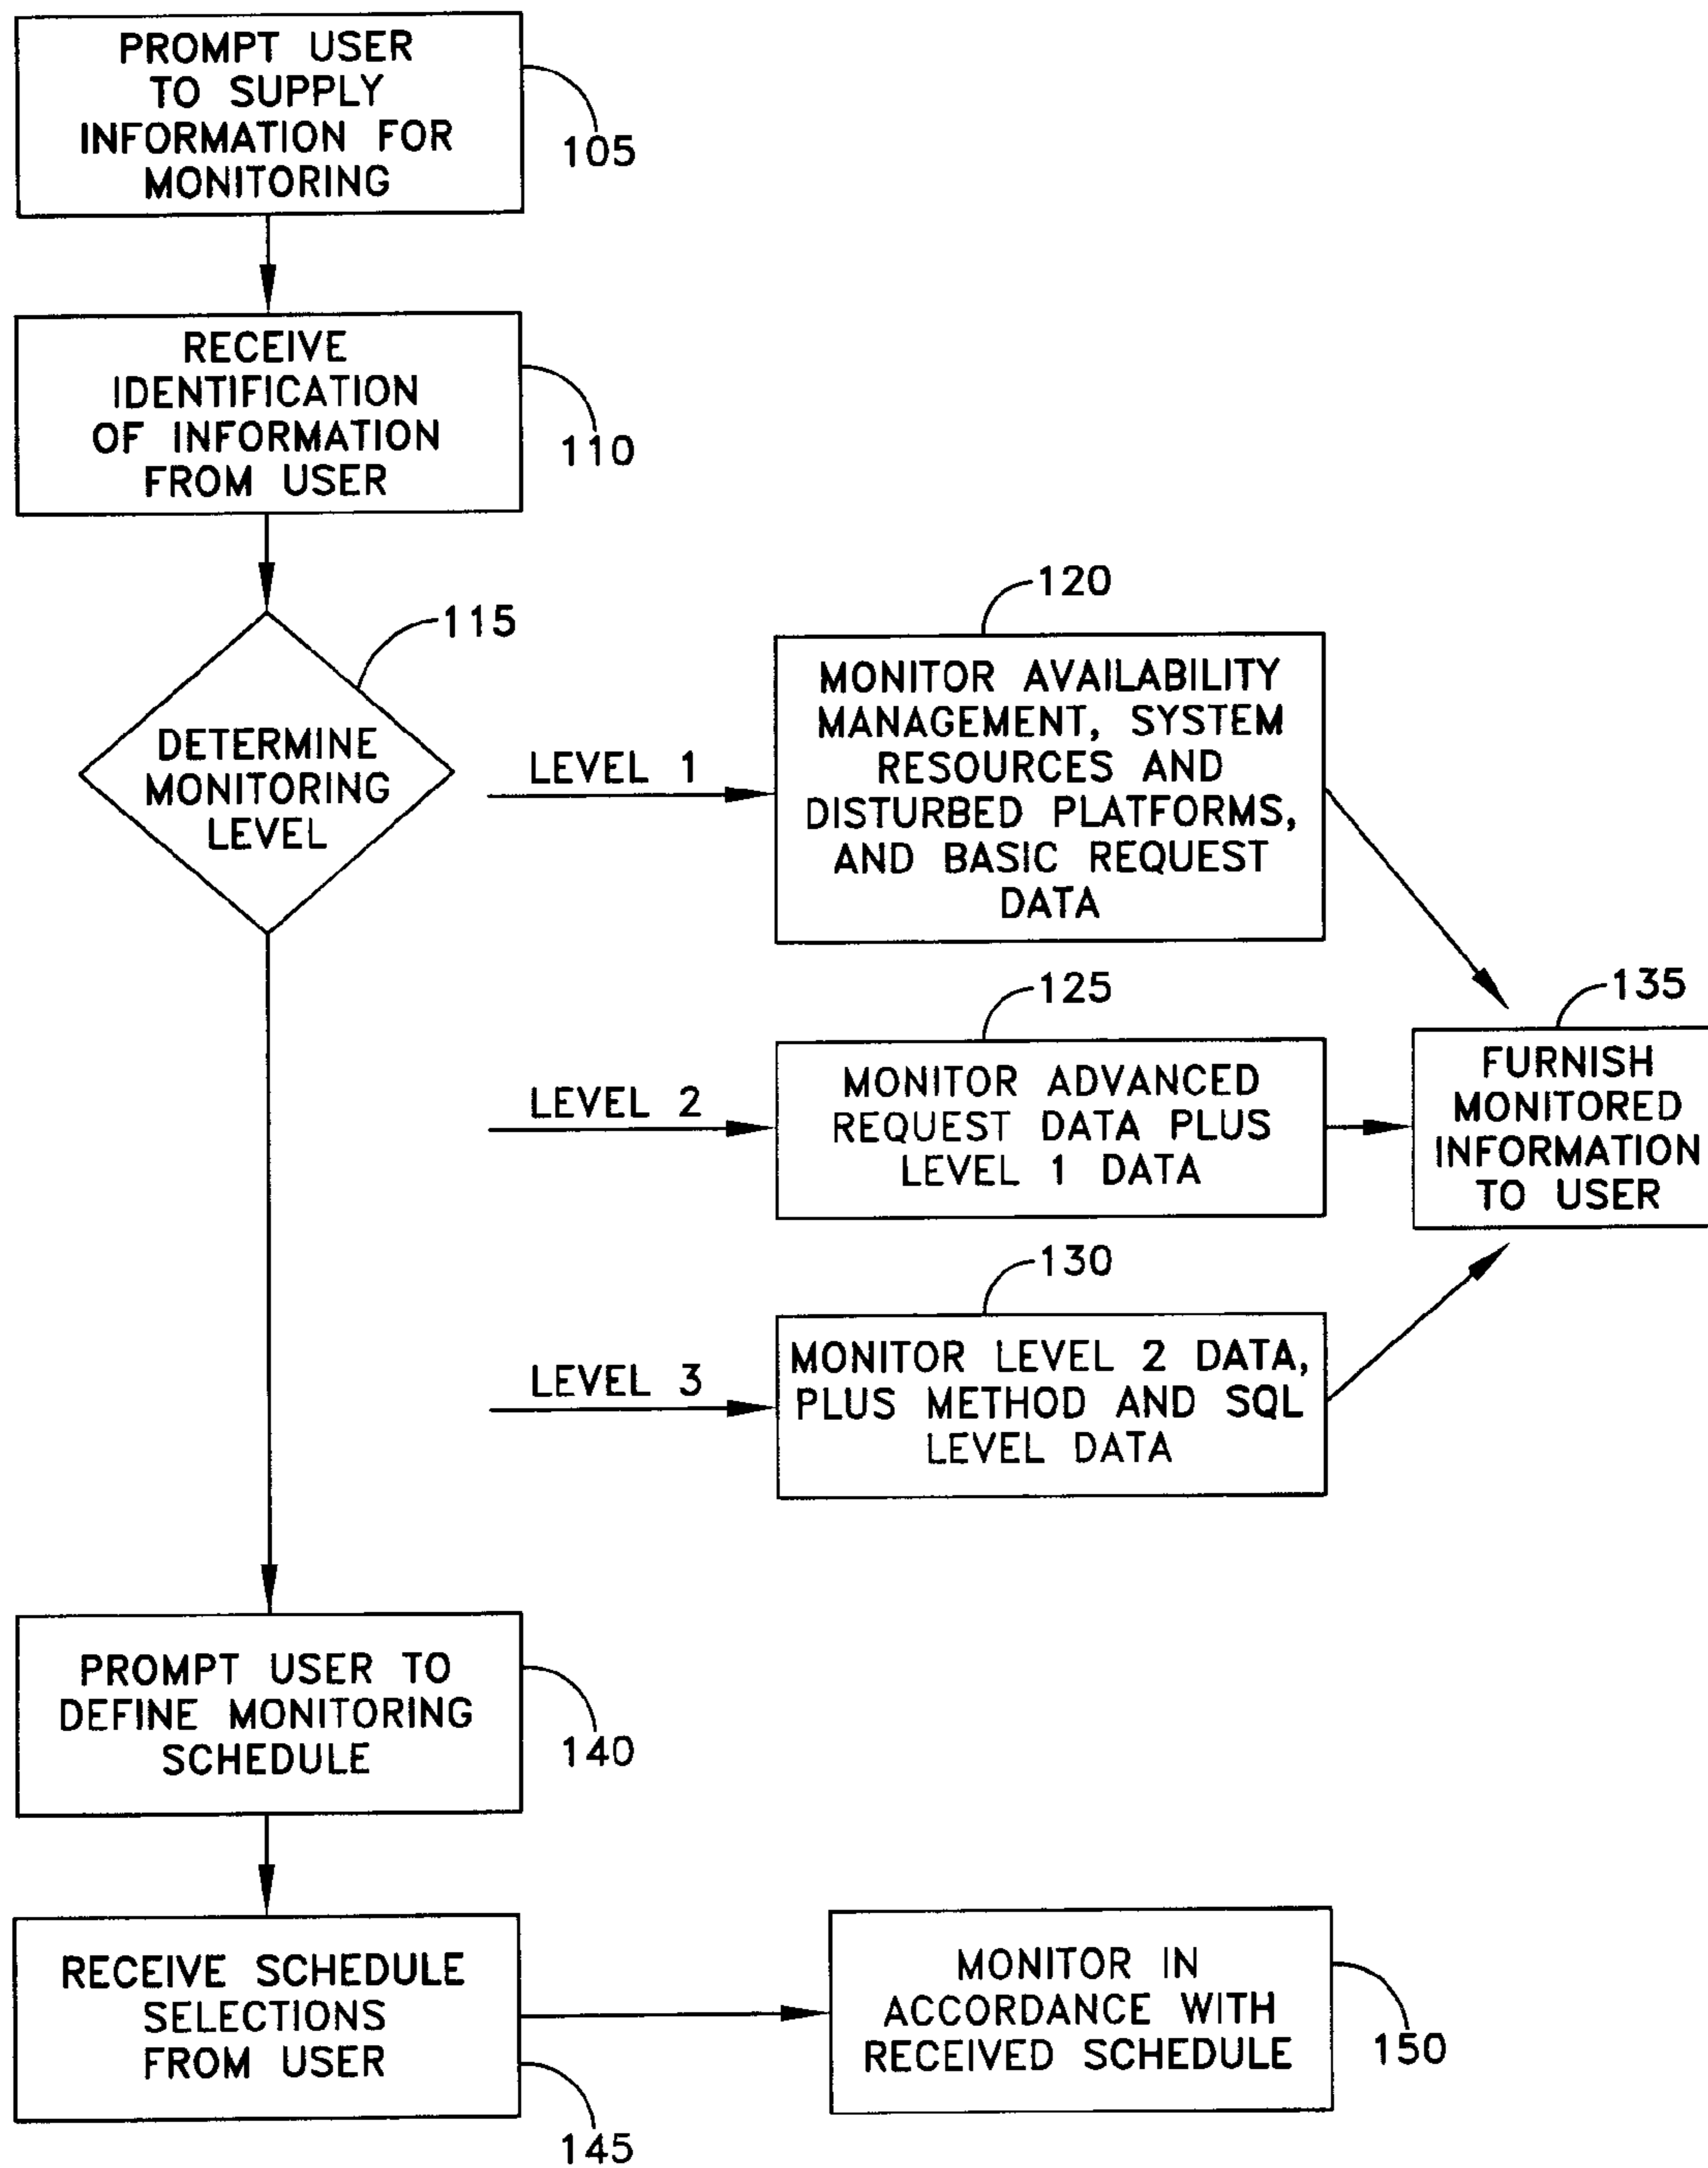 PROMPT USER
TO SUPPLY
INFORMATION FOR
MONITORING
105
RECEIVE
IDENTIFICATION
OF INFORMATION
FROM USER
110
115
DETERMINE
MONITORING
LEVEL
LEVEL 1
120
MONITOR AVAILABILITY
MANAGEMENT, SYSTEM
RESOURCES AND
DISTURBED PLATFORMS,
AND BASIC REQUEST
DATA
LEVEL 2
125
MONITOR ADVANCED
REQUEST DATA PLUS
LEVEL 1 DATA
135
FURNISH
MONITORED
INFORMATION
TO USER
LEVEL 3
130
MONITOR LEVEL 2 DATA,
PLUS METHOD AND SQL
LEVEL DATA
PROMPT USER TO
DEFINE MONITORING
SCHEDULE
140
RECEIVE SCHEDULE
SELECTIONS
FROM USER
145
MONITOR IN
ACCORDANCE WITH
RECEIVED SCHEDULE
150